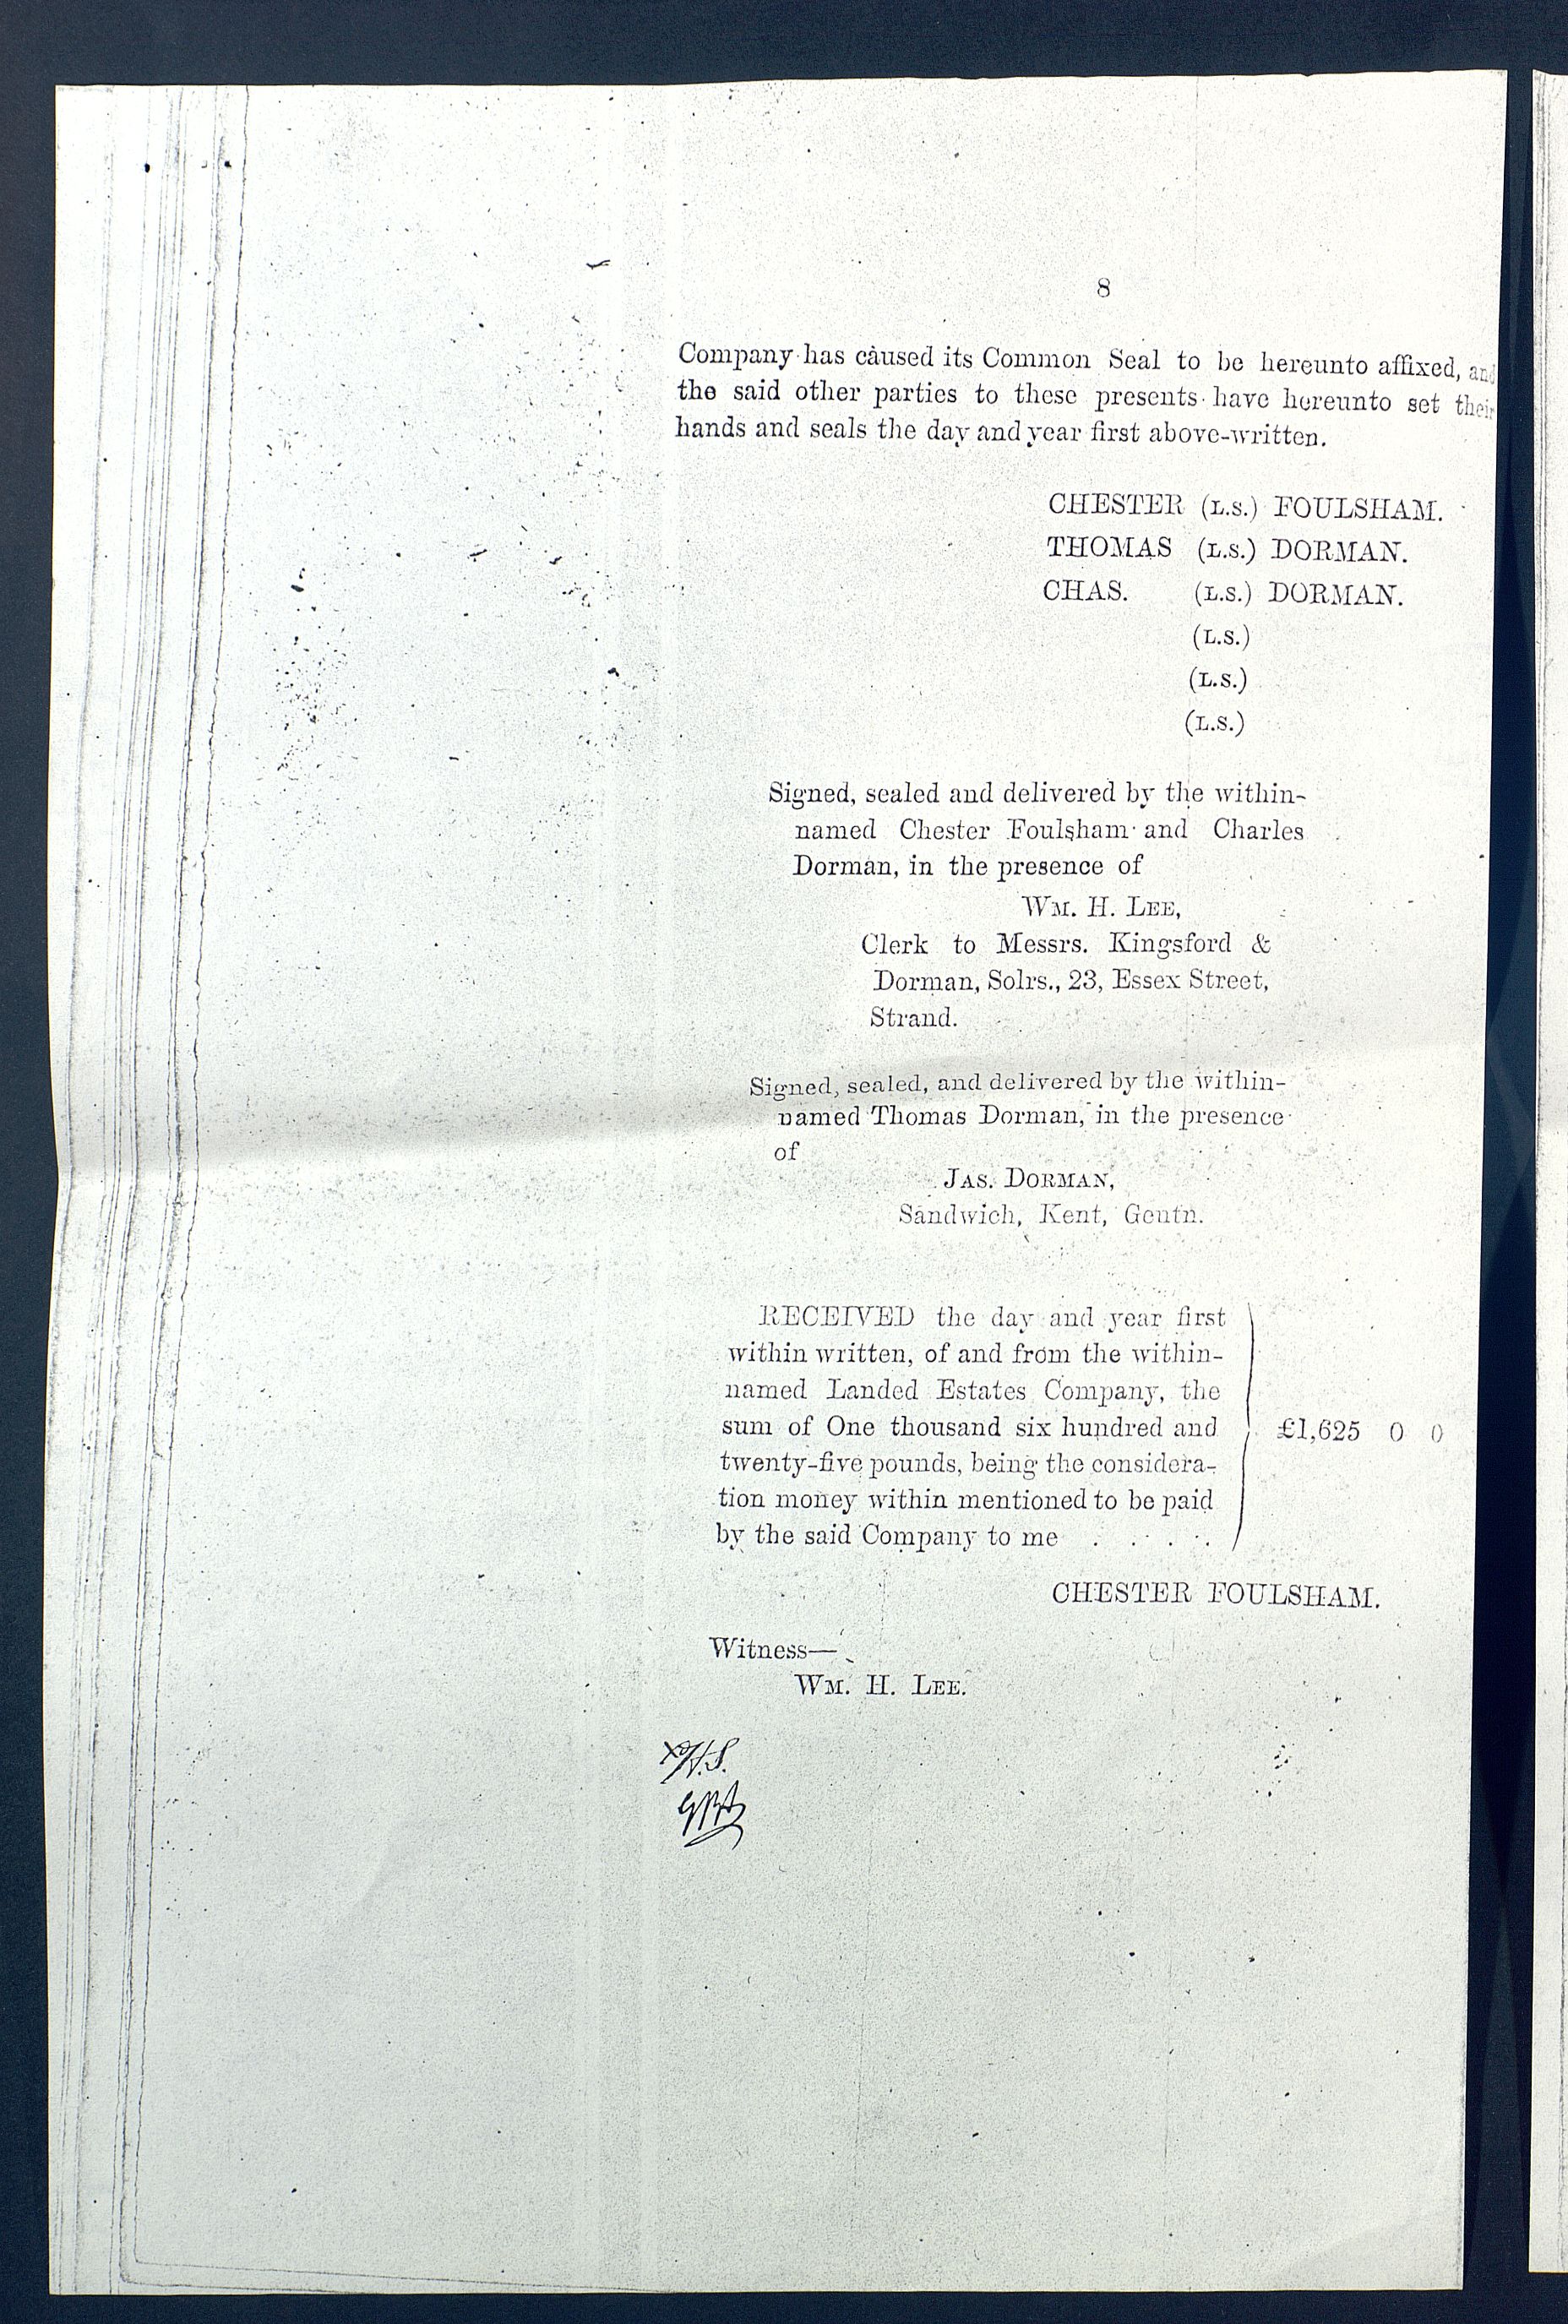 8
Company has caused its Common Seal to be hereunto affixed, and
the said other parties to these presents have hereunto set their
hands and seals the day and year first above-written.
CHESTER (L.S.) FOULSHAM.
THOMAS (L.S.) DORMAN.
CHAS. (L.S.) DORMAN.
(L.S.)
(L.S.)
(L.S.)
Signed, sealed and delivered by the within-
named Chester Foulsham and Charles
Dorman, in the presence of
WM. H. LEE,
Clerk to Messrs. Kingsford &
Dorman, Solrs., 23, Essex Street,
Strand.
Signed, sealed, and delivered by the within-
named Thomas Dorman, in the presence
of
JAS. DORMAN,
Sandwich, Kent, Gentn.
RECEIVED the day and year first
within written, of and from the within-
named Landed Estates Company, the
sum of One thousand six hundred and £1,625 0 0
twenty-five pounds, being the considera-
tion money within mentioned to be paid
by the said Company to me . . . .
CHESTER FOULSHAM.
Witness—
WM. H. LEE.